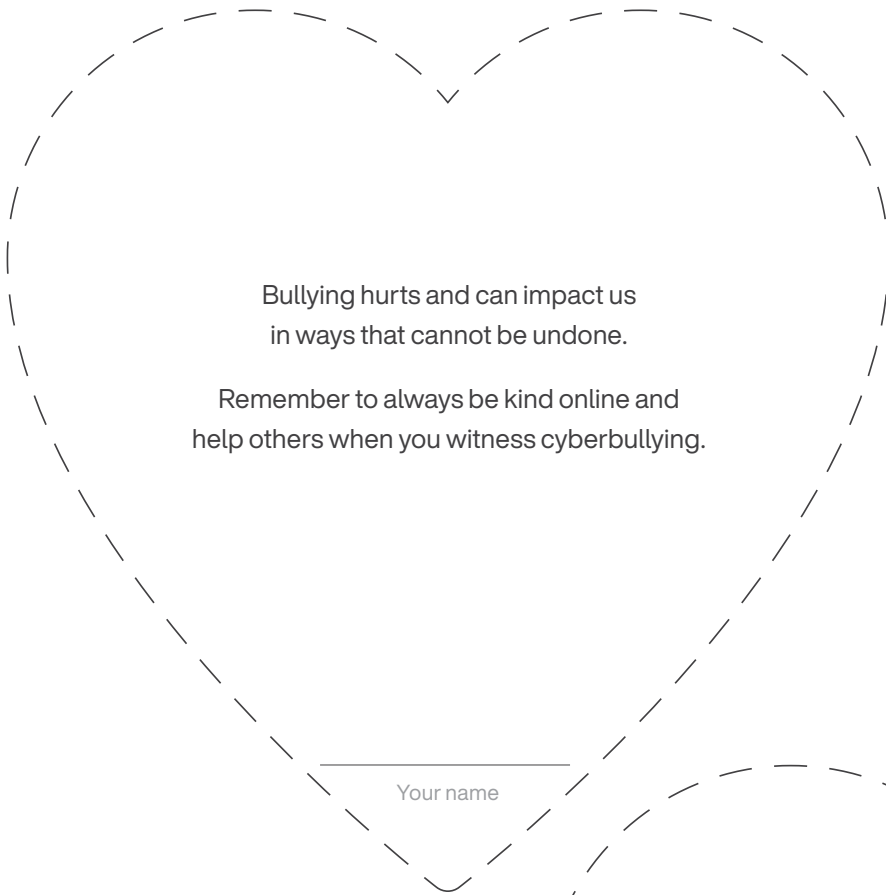 Bullying hurts and can impact us
in ways that cannot be undone.
Remember to always be kind online and
help others when you witness cyberbullying.
Your name